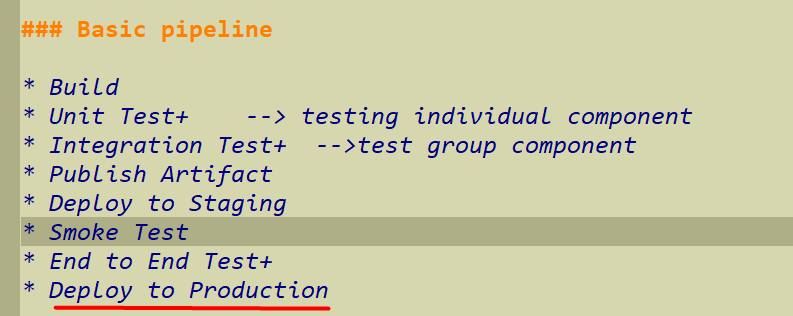 ### Basic pipeline
* Build
* Unit Test+    --> testing individual component
* Integration Test+  -->test group component
* Publish Artifact
* Deploy to Staging
* Smoke Test
* End to End Test+
* Deploy to Production